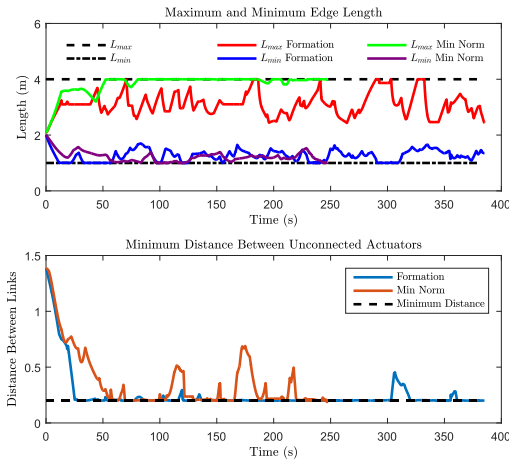 Maximum and Minimum Edge Length
6
4
2
0
Length (m)
L_max
L_max Formation
L_max Min Norm
L_min
L_min Formation
L_min Min Norm
0 50 100 150 200 250 300 350 400
Time (s)
Minimum Distance Between Unconnected Actuators
1.5
1
0.5
0
Distance Between Links
Formation
Min Norm
Minimum Distance
0 50 100 150 200 250 300 350 400
Time (s)